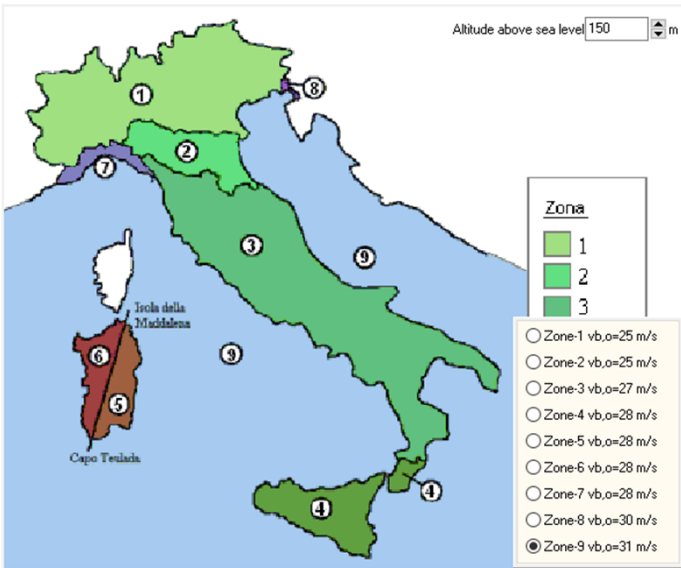 Altitude above sea level 150 m
1
8
2
7
3
Zona
9
1
2
3
Isola della
Maddalena
6
9
5
Capo Teulada
4
4
Zone-1 vb,o=25 m/s
Zone-2 vb,o=25 m/s
Zone-3 vb,o=27 m/s
Zone-4 vb,o=28 m/s
Zone-5 vb,o=28 m/s
Zone-6 vb,o=28 m/s
Zone-7 vb,o=28 m/s
Zone-8 vb,o=30 m/s
Zone-9 vb,o=31 m/s